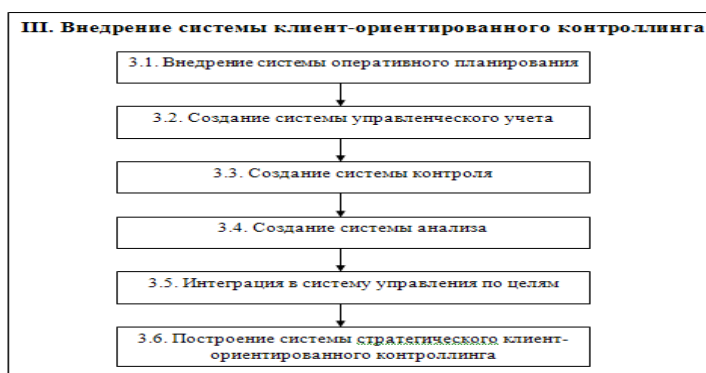 III. Внедрение системы клиент-ориентированного контроллинга
3.1. Внедрение системы оперативного планирования
3.2. Создание системы управленческого учета
3.3. Создание системы контроля
3.4. Создание системы анализа
3.5. Интеграция в систему управления по целям
3.6. Построение системы стратегического клиент-
ориентированного контроллинга